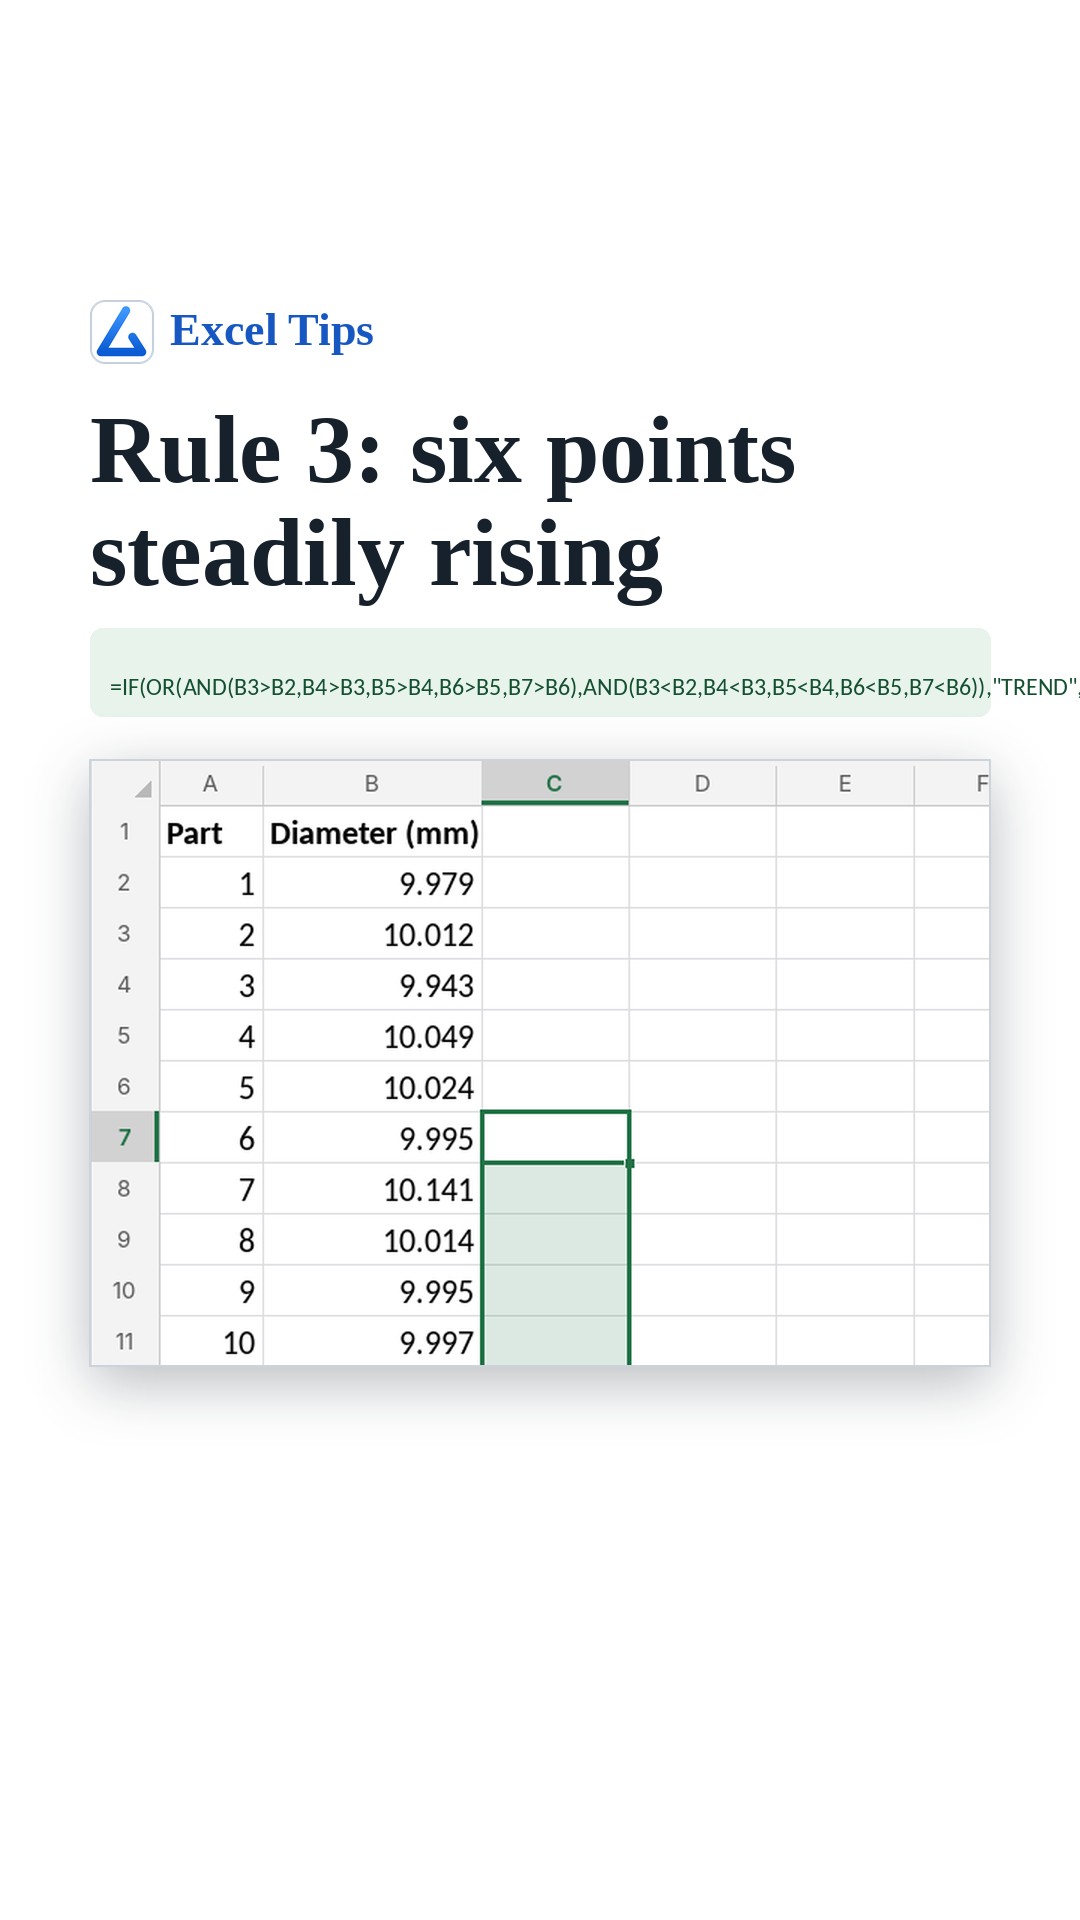 Excel Tips
Rule 3: six points
steadily rising
=IF(OR(AND(B3>B2,B4>B3,B5>B4,B6>B5,B7>B6),AND(B3<B2,B4<B3,B5<B4,B6<B5,B7<B6)),"TREND",
A B C D E F
1 Part Diameter (mm)
2 1 9.979
3 2 10.012
4 3 9.943
5 4 10.049
6 5 10.024
7 6 9.995
8 7 10.141
9 8 10.014
10 9 9.995
11 10 9.997